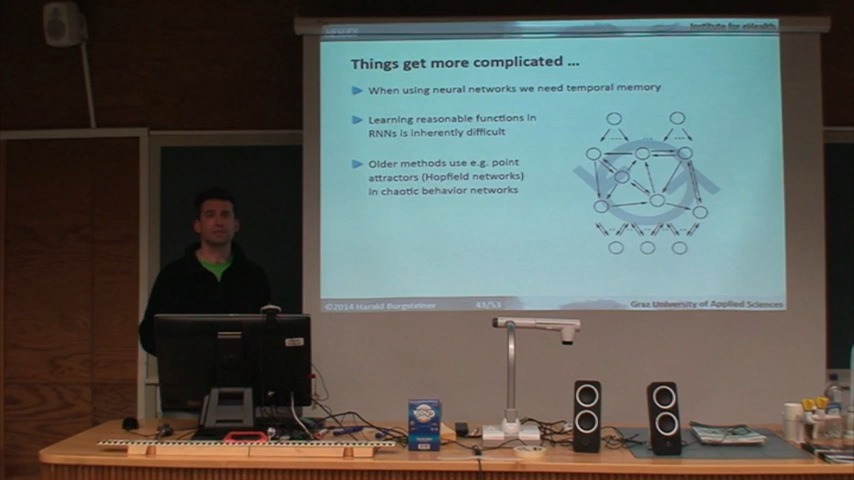 Institute for eHealth
Things get more complicated ...
When using neural networks we need temporal memory
Learning reasonable functions in
RNNs is inherently difficult
Older methods use e.g. point
attractors (Hopfield networks)
in chaotic behavior networks
©2014 Harald Burgsteiner
43/53
Graz University of Applied Sciences